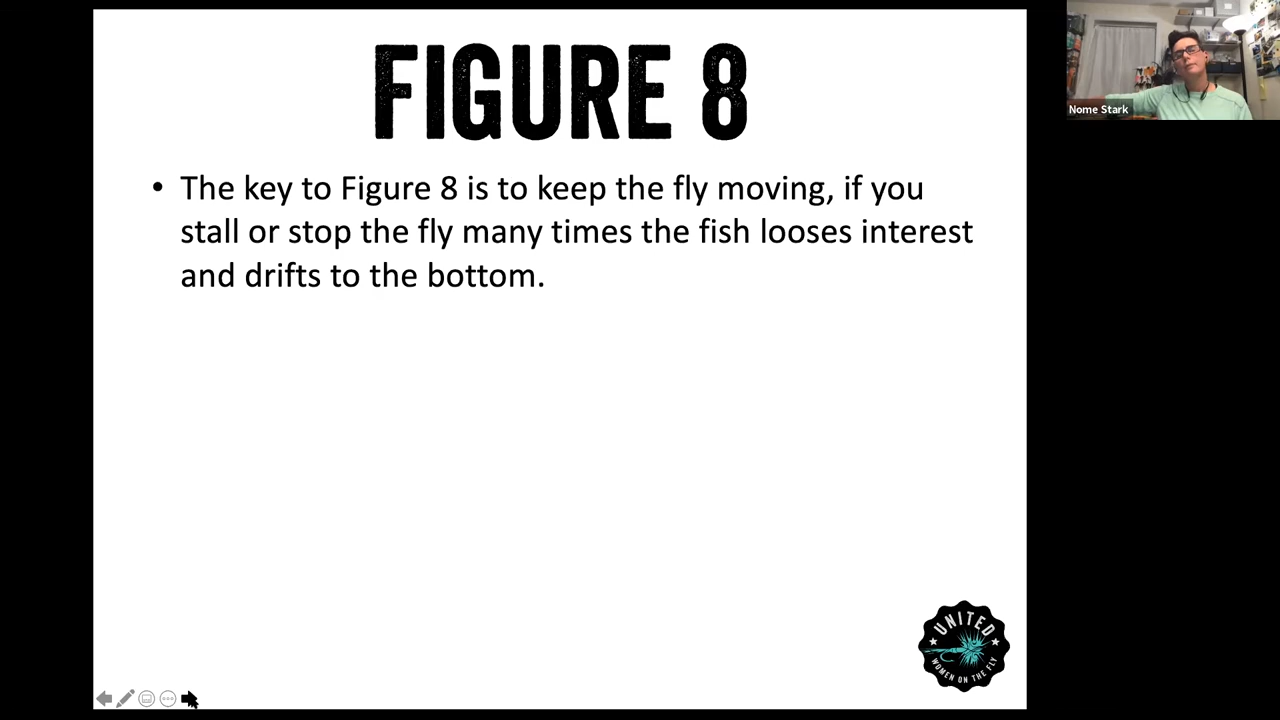 FIGURE 8
• The key to Figure 8 is to keep the fly moving, if you
stall or stop the fly many times the fish looses interest
and drifts to the bottom.
Nome Stark
UNITED
WOMEN ON THE FLY